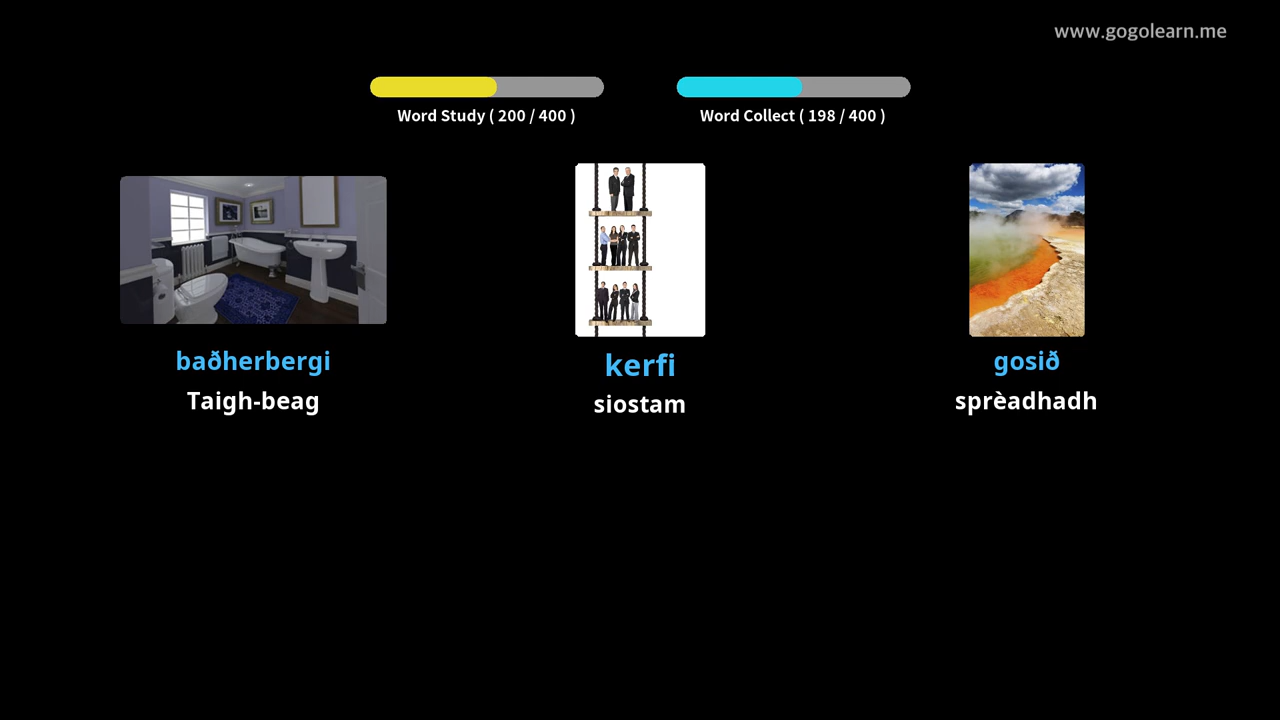 www.gogolearn.me
Word Study ( 200 / 400 )
Word Collect ( 198 / 400 )
baðherbergi
Taigh-beag
kerfi
siostam
gosið
sprèadhadh